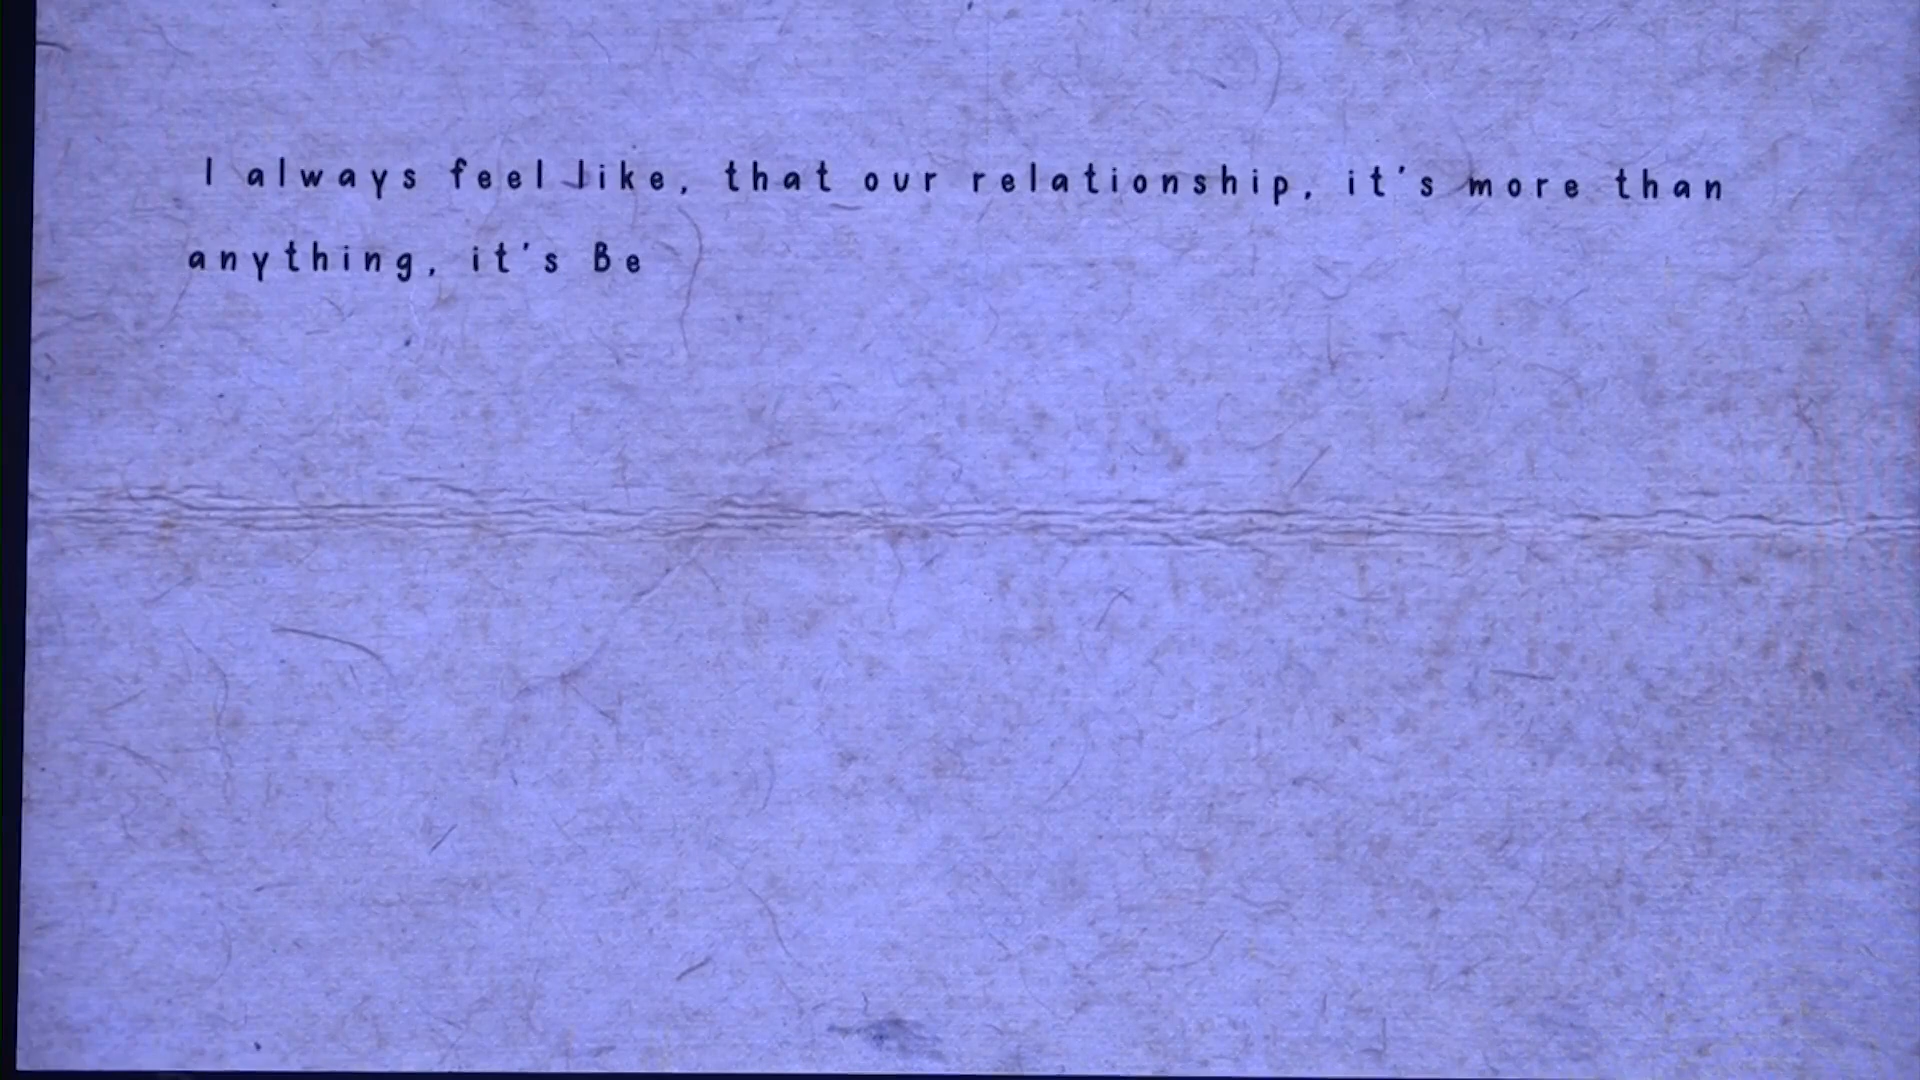 I always feel like, that our relationship, it's more than
anything, it's Be